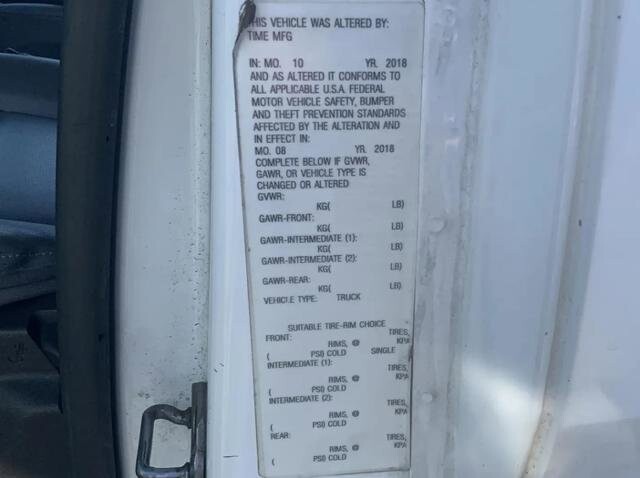 THIS VEHICLE WAS ALTERED BY:
TIME MFG
IN: MO. 10 YR. 2018
AND AS ALTERED IT CONFORMS TO
ALL APPLICABLE U.S.A. FEDERAL
MOTOR VEHICLE SAFETY, BUMPER
AND THEFT PREVENTION STANDARDS
AFFECTED BY THE ALTERATION AND
IN EFFECT IN:
MO. 08 YR. 2018
COMPLETE BELOW IF GVWR,
GAWR, OR VEHICLE TYPE IS
CHANGED OR ALTERED
GVWR:
KG( LB)
GAWR-FRONT:
KG( LB)
GAWR-INTERMEDIATE (1):
KG( LB)
GAWR-INTERMEDIATE (2):
KG( LB)
GAWR-REAR:
KG( LB)
VEHICLE TYPE: TRUCK
SUITABLE TIRE-RIM CHOICE
FRONT: TIRES,
RIMS, @ KPA
( PSI) COLD SINGLE
INTERMEDIATE (1): TIRES,
RIMS, @ KPA
( PSI) COLD
INTERMEDIATE (2): TIRES,
RIMS, @ KPA
( PSI) COLD
REAR: TIRES,
RIMS, @ KPA
( PSI) COLD